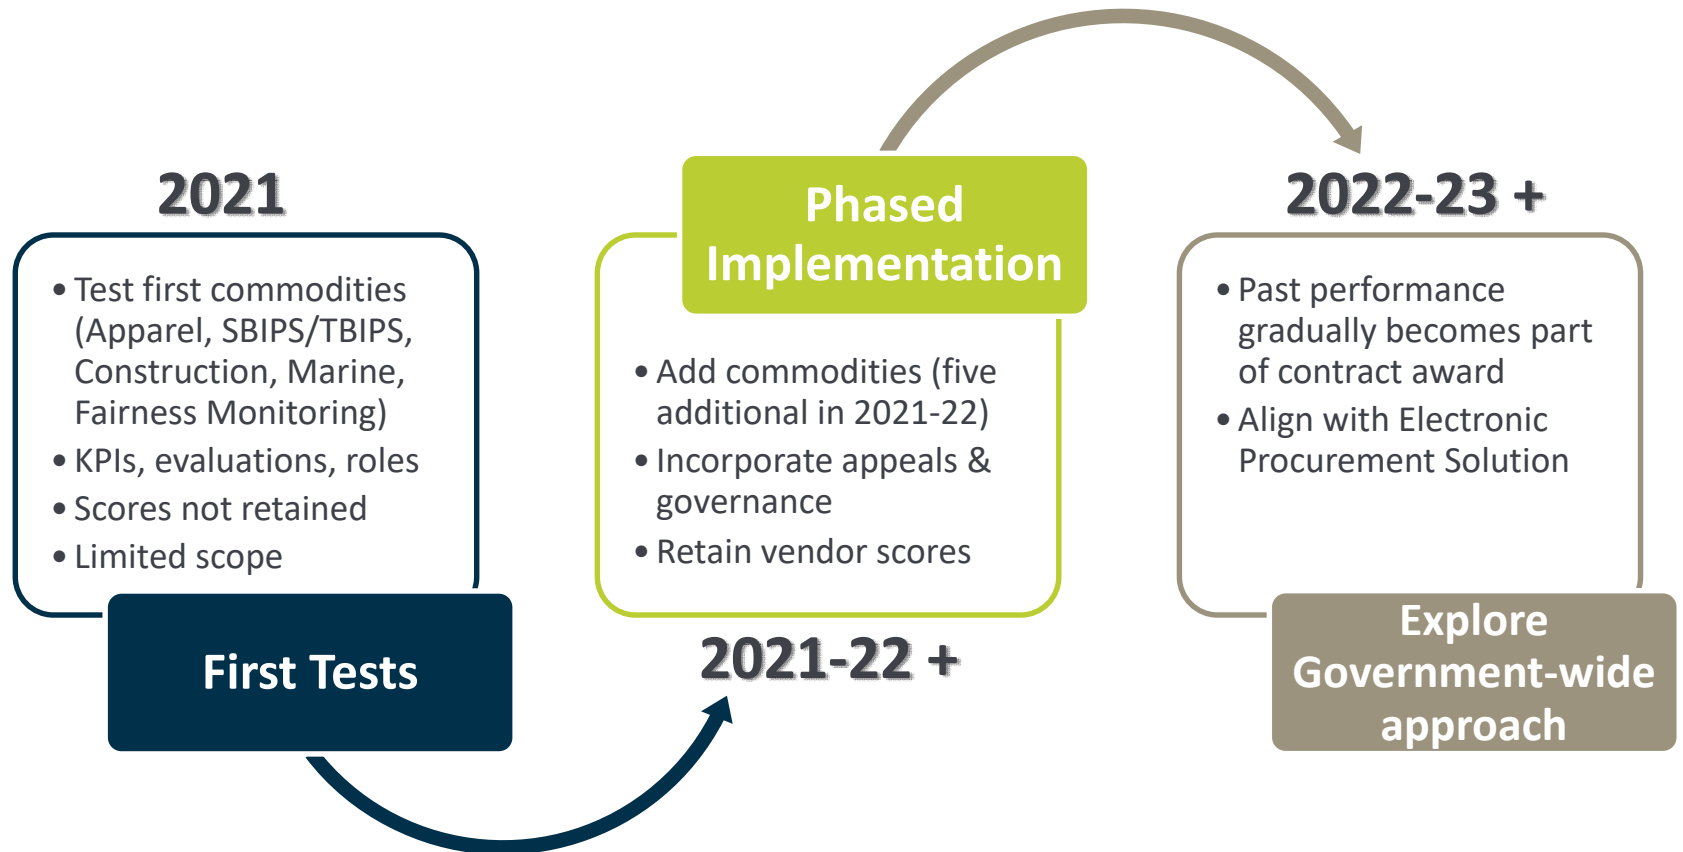 2021
• Test first commodities
(Apparel, SBIPS/TBIPS,
Construction, Marine,
Fairness Monitoring)
• KPIs, evaluations, roles
• Scores not retained
• Limited scope
First Tests
Phased
Implementation
• Add commodities (five
additional in 2021-22)
• Incorporate appeals &
governance
• Retain vendor scores
2021-22 +
2022-23 +
• Past performance
gradually becomes part
of contract award
• Align with Electronic
Procurement Solution
Explore
Government-wide
approach